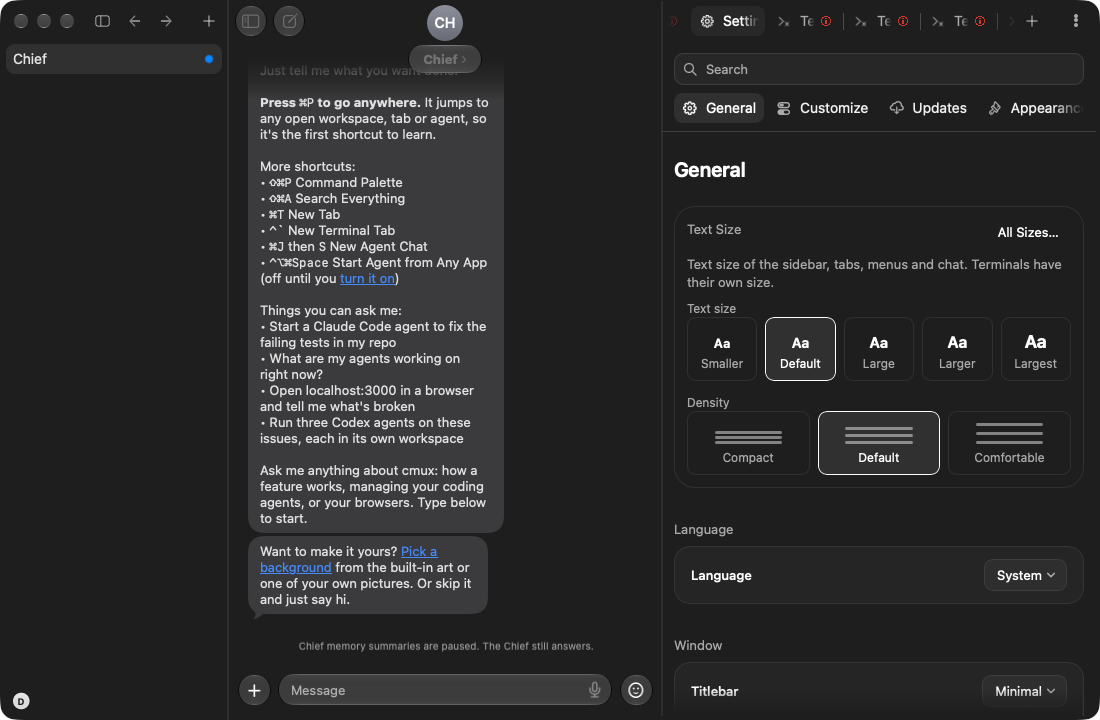 Chief
D
CH
Chief ›
Just tell me what you want done.
Press ⌘P to go anywhere. It jumps to
any open workspace, tab or agent, so
it's the first shortcut to learn.
More shortcuts:
• ⇧⌘P Command Palette
• ⇧⌘A Search Everything
• ⌘T New Tab
• ^` New Terminal Tab
• ⌘J then S New Agent Chat
• ^⌥⌘Space Start Agent from Any App
(off until you turn it on)
Things you can ask me:
• Start a Claude Code agent to fix the
failing tests in my repo
• What are my agents working on
right now?
• Open localhost:3000 in a browser
and tell me what's broken
• Run three Codex agents on these
issues, each in its own workspace
Ask me anything about cmux: how a
feature works, managing your coding
agents, or your browsers. Type below
to start.
Want to make it yours? Pick a
background from the built-in art or
one of your own pictures. Or skip it
and just say hi.
Chief memory summaries are paused. The Chief still answers.
Message
Settin Te Te Te
Search
General Customize Updates Appearanc
General
Text Size All Sizes...
Text size of the sidebar, tabs, menus and chat. Terminals have
their own size.
Text size
Aa Aa Aa Aa Aa
Smaller Default Large Larger Largest
Density
Compact Default Comfortable
Language
Language System
Window
Titlebar Minimal